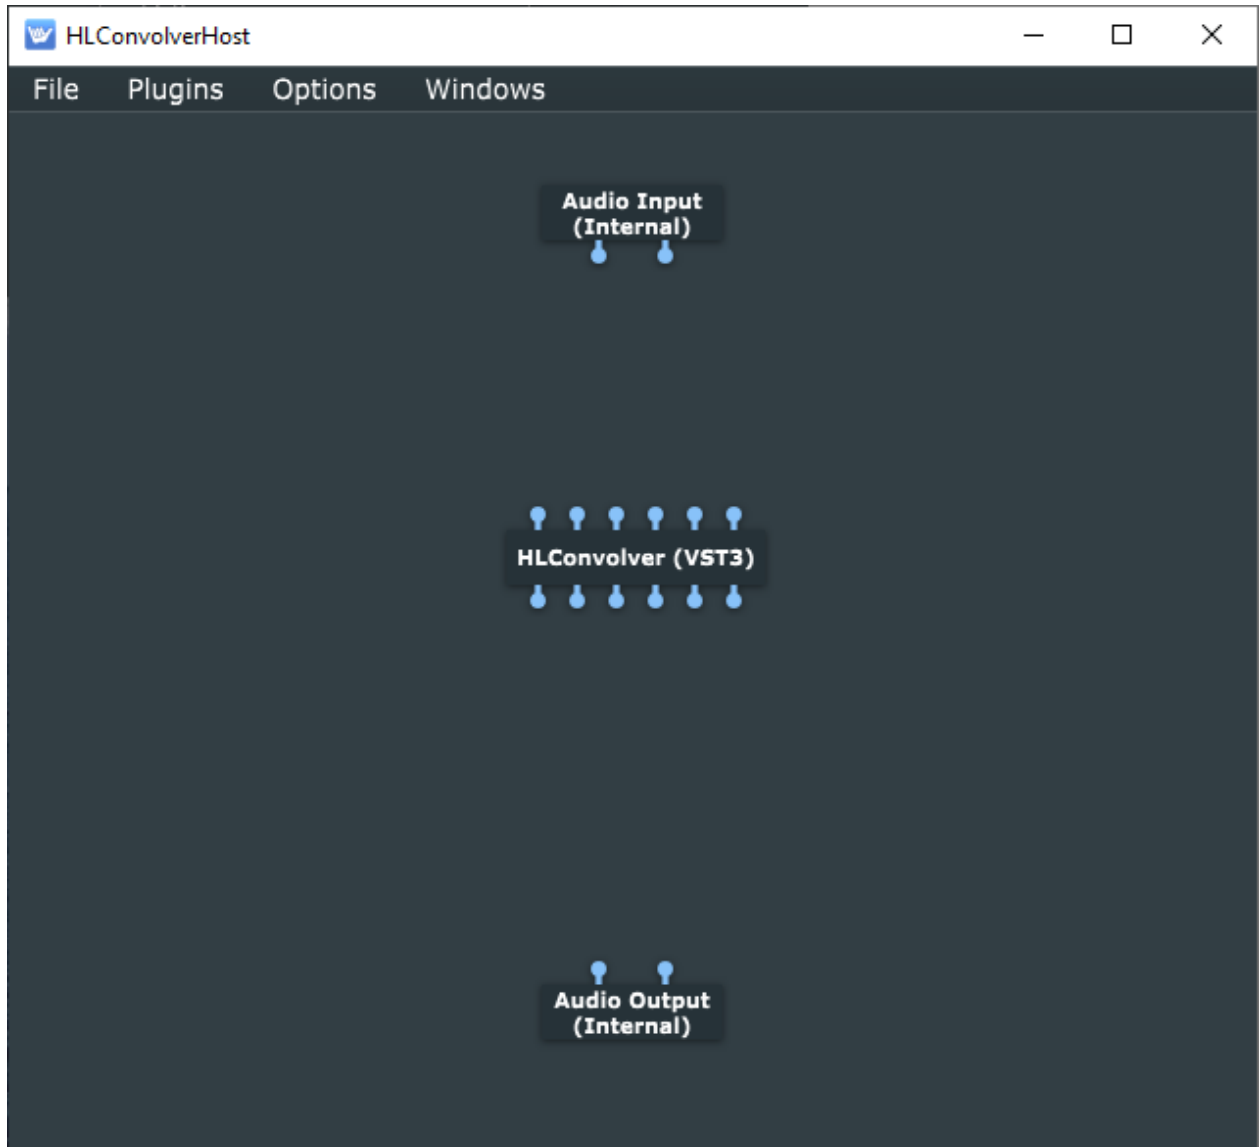 HLConvolverHost
File Plugins Options Windows
Audio Input
(Internal)
HLConvolver (VST3)
Audio Output
(Internal)